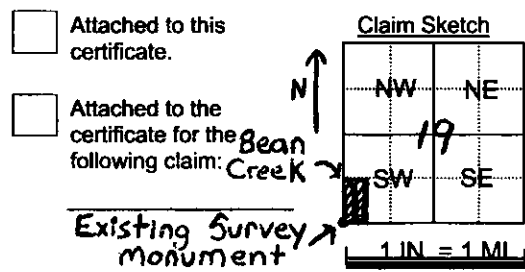 Attached to this
certificate.
Attached to the
certificate for the
following claim:
Claim Sketch
N
NW
NE
19
SW
SE
Bean
Creek
Existing Survey
monument
1 IN. = 1 MI.